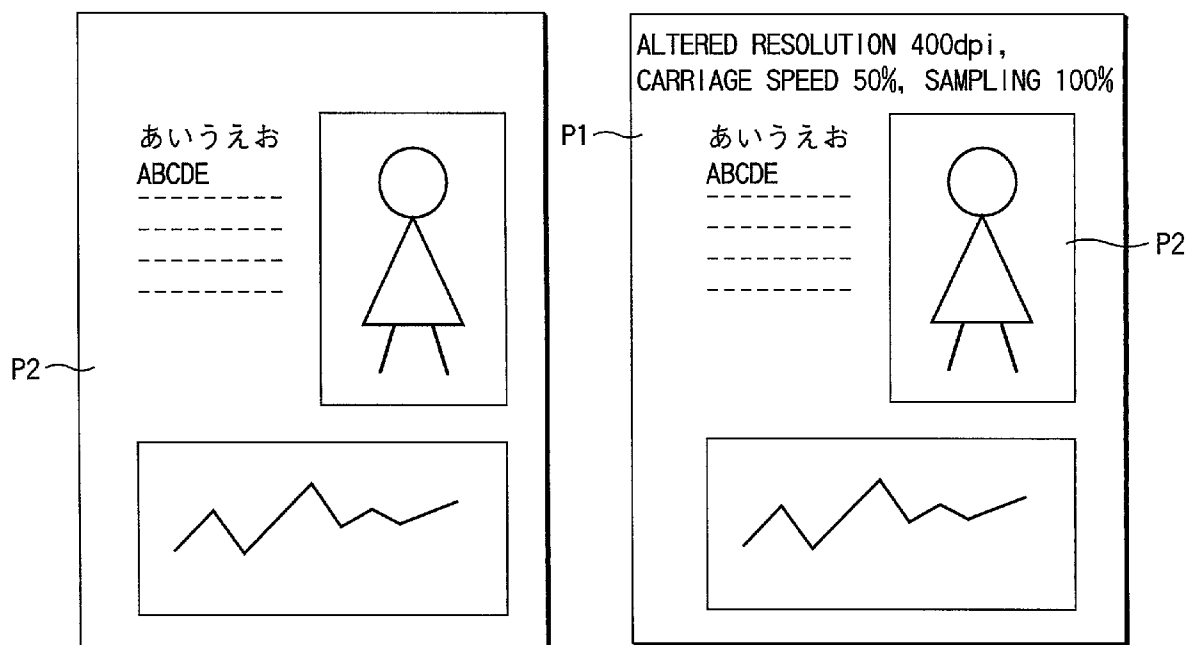 あいうえお
ABCDE
P2
ALTERED RESOLUTION 400dpi,
CARRIAGE SPEED 50%, SAMPLING 100%
P1
あいうえお
ABCDE
P2